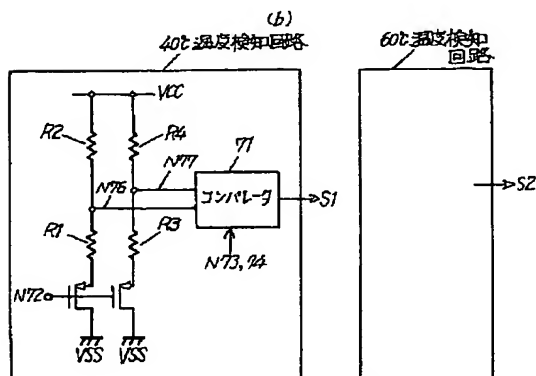 (b)
40℃温度検知回路
60℃温度検知
回路
VCC
R2
R4
71
N77
N76
コンパレータ
S1
S2
R1
R3
N73,74
N72
VSS
VSS